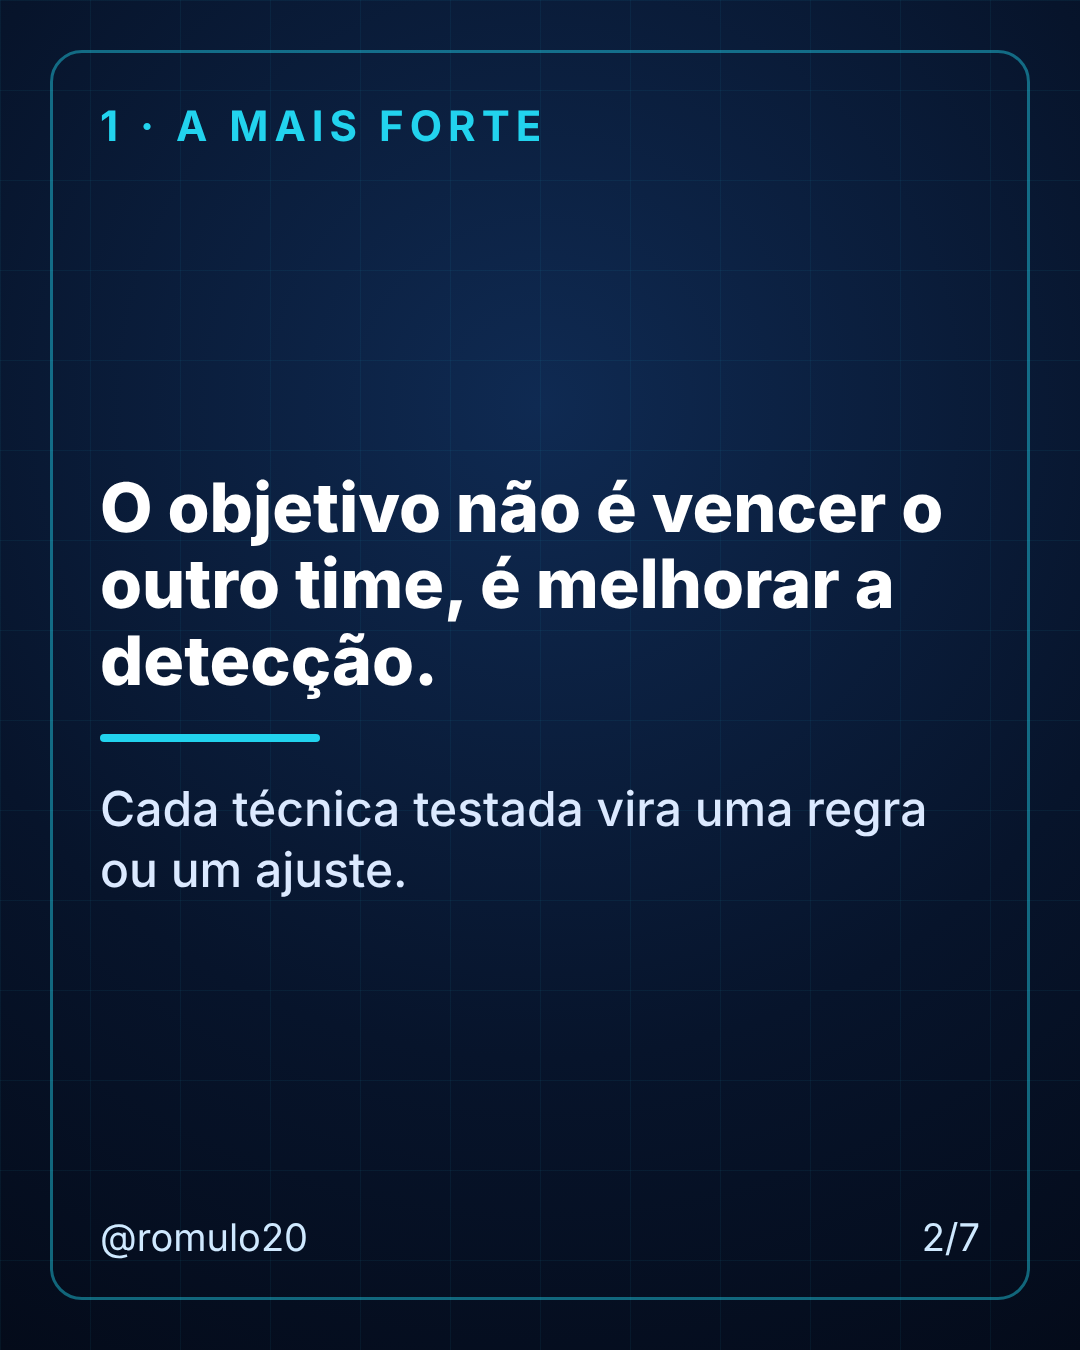 1 · A MAIS FORTE
O objetivo não é vencer o
outro time, é melhorar a
detecção.
Cada técnica testada vira uma regra
ou um ajuste.
@romulo20
2/7